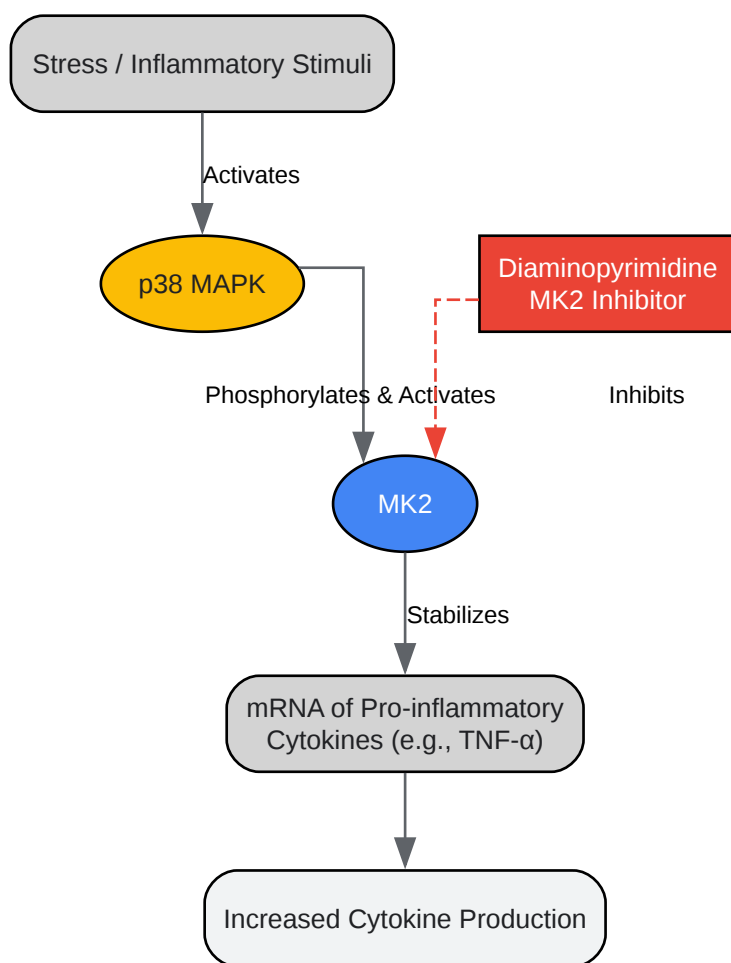 Stress / Inflammatory Stimuli
Activates
p38 MAPK
Diaminopyrimidine
MK2 Inhibitor
Phosphorylates & Activates
Inhibits
MK2
Stabilizes
mRNA of Pro-inflammatory
Cytokines (e.g., TNF-α)
Increased Cytokine Production